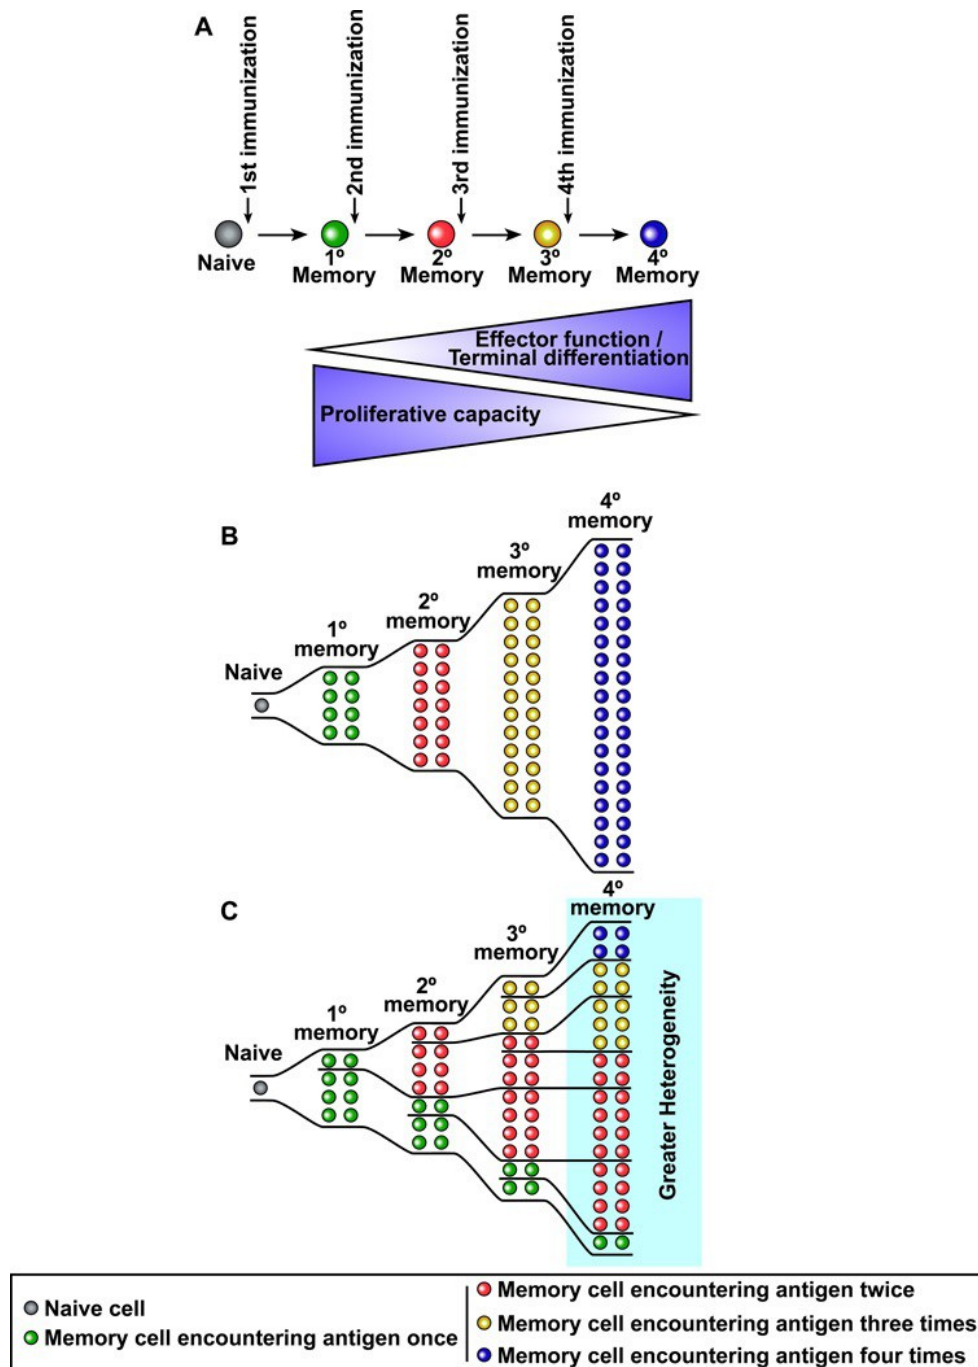 A
1st immunization
2nd immunization
3rd immunization
4th immunization
Naive
1º
Memory
2º
Memory
3º
Memory
4º
Memory
Effector function /
Terminal differentiation
Proliferative capacity
B
Naive
1º
memory
2º
memory
3º
memory
4º
memory
C
Naive
1º
memory
2º
memory
3º
memory
4º
memory
Greater Heterogeneity
Naive cell
Memory cell encountering antigen once
Memory cell encountering antigen twice
Memory cell encountering antigen three times
Memory cell encountering antigen four times